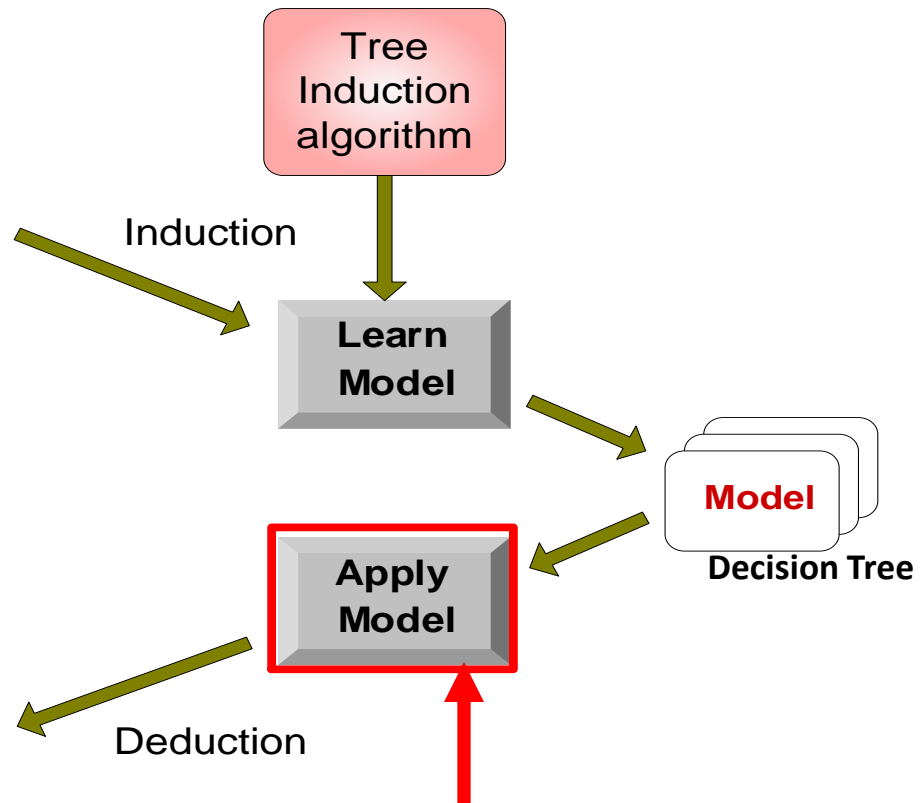 Tree
Induction
algorithm
Induction
Learn
Model
Model
Decision Tree
Apply
Model
Deduction